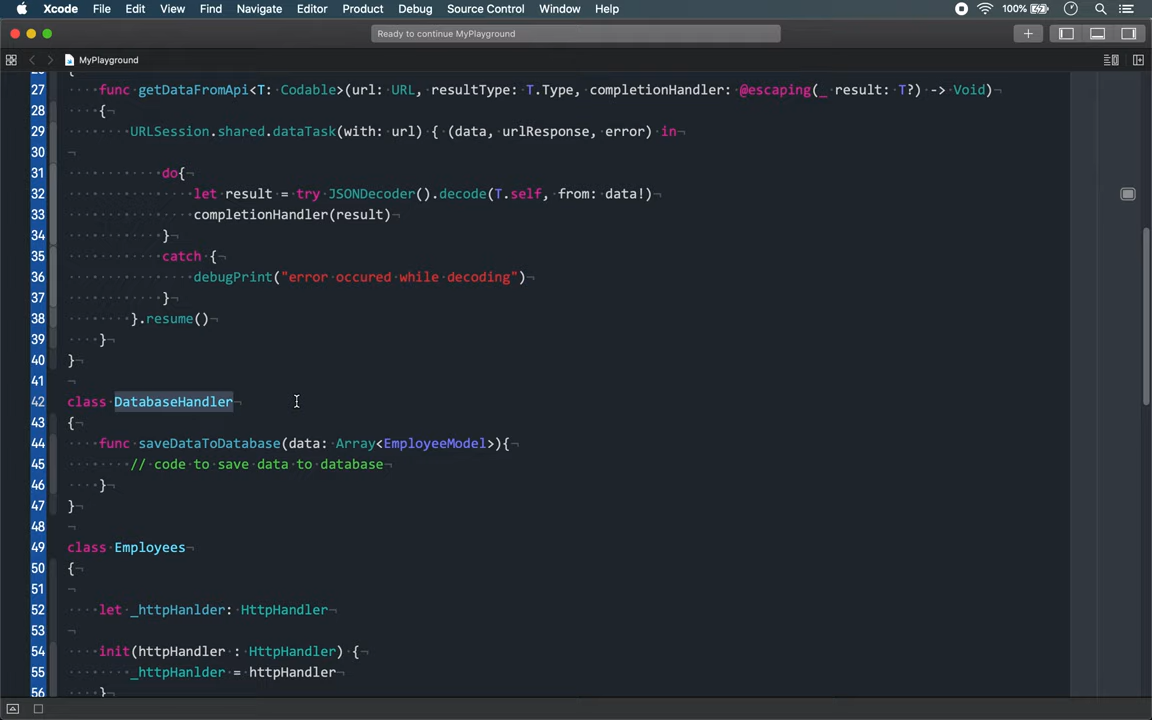 Xcode File Edit View Find Navigate Editor Product Debug Source Control Window Help 100%
Ready to continue MyPlayground
MyPlayground
27 func getDataFromApi<T: Codable>(url: URL, resultType: T.Type, completionHandler: @escaping(_ result: T?) -> Void)
28 {
29 URLSession.shared.dataTask(with: url) { (data, urlResponse, error) in
30
31 do{
32 let result = try JSONDecoder().decode(T.self, from: data!)
33 completionHandler(result)
34 }
35 catch {
36 debugPrint("error occured while decoding")
37 }
38 }.resume()
39 }
40 }
41
42 class DatabaseHandler
43 {
44 func saveDataToDatabase(data: Array<EmployeeModel>){
45 // code to save data to database
46 }
47 }
48
49 class Employees
50 {
51
52 let _httpHanlder: HttpHandler
53
54 init(httpHandler : HttpHandler) {
55 _httpHanlder = httpHandler
56 }